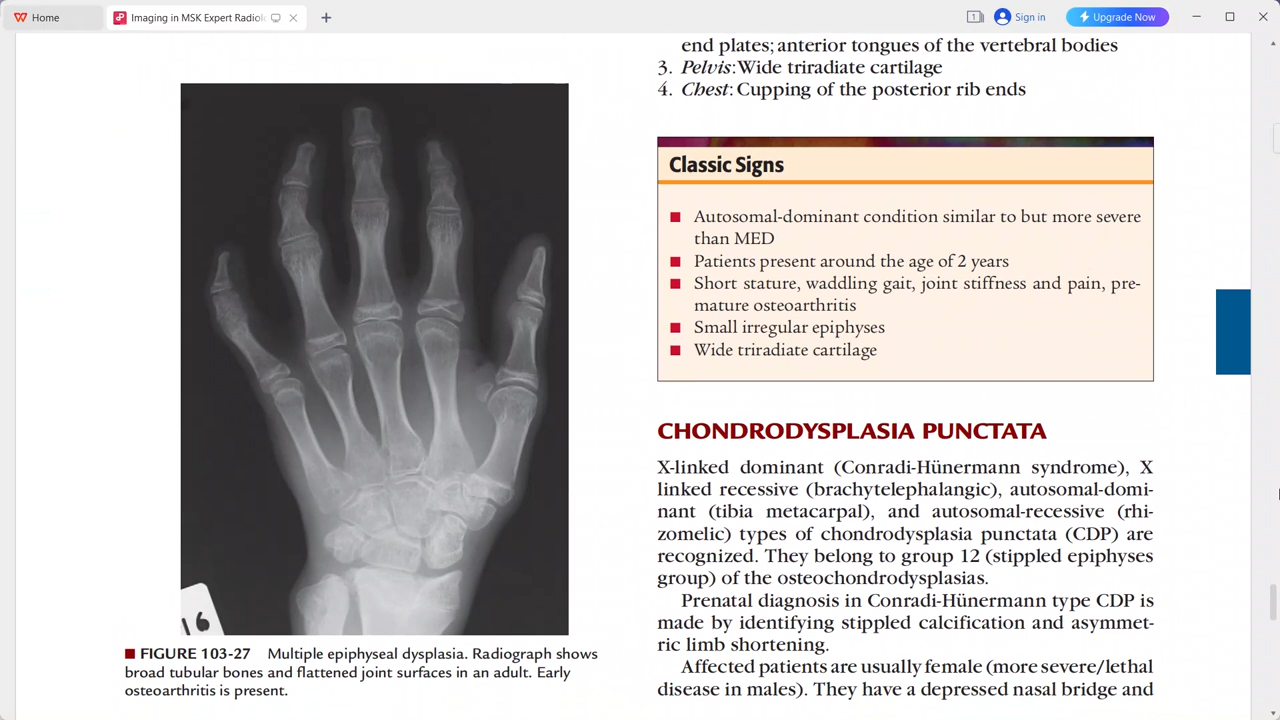 Home
Imaging in MSK Expert Radiol
1
Sign in
Upgrade Now
16
FIGURE 103-27 Multiple epiphyseal dysplasia. Radiograph shows
broad tubular bones and flattened joint surfaces in an adult. Early
osteoarthritis is present.
end plates; anterior tongues of the vertebral bodies
3. Pelvis: Wide triradiate cartilage
4. Chest: Cupping of the posterior rib ends
Classic Signs
■ Autosomal-dominant condition similar to but more severe
than MED
■ Patients present around the age of 2 years
■ Short stature, waddling gait, joint stiffness and pain, pre-
mature osteoarthritis
■ Small irregular epiphyses
■ Wide triradiate cartilage
CHONDRODYSPLASIA PUNCTATA
X-linked dominant (Conradi-Hünermann syndrome), X
linked recessive (brachytelephalangic), autosomal-domi-
nant (tibia metacarpal), and autosomal-recessive (rhi-
zomelic) types of chondrodysplasia punctata (CDP) are
recognized. They belong to group 12 (stippled epiphyses
group) of the osteochondrodysplasias.
Prenatal diagnosis in Conradi-Hünermann type CDP is
made by identifying stippled calcification and asymmet-
ric limb shortening.
Affected patients are usually female (more severe/lethal
disease in males). They have a depressed nasal bridge and